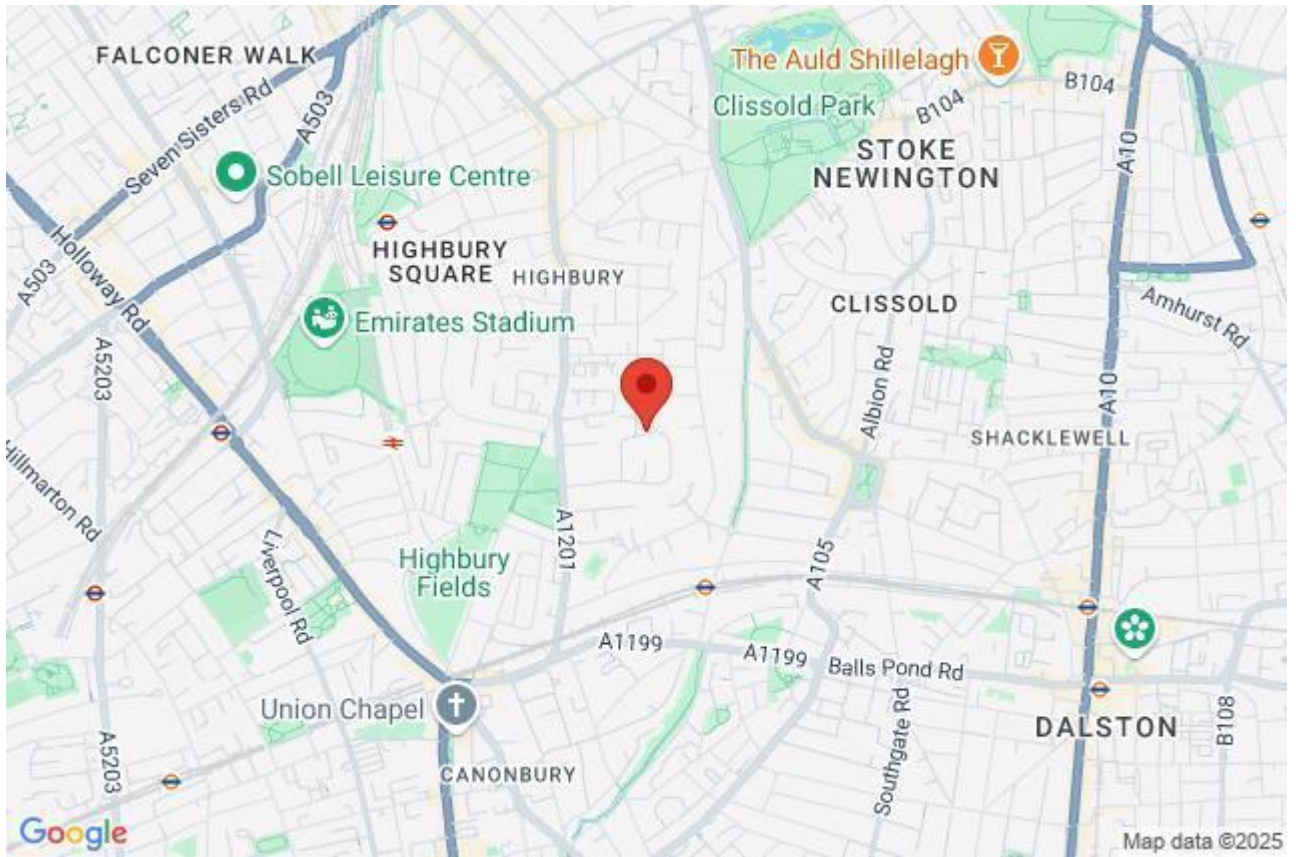 FALCONER WALK
Seven Sisters Rd
A503
The Auld Shillelagh
B104
B104
Clissold Park
STOKE
NEWINGTON
A10
Sobell Leisure Centre
Holloway Rd
A503
HIGHBURY
SQUARE
HIGHBURY
Emirates Stadium
CLISSOLD
Amhurst Rd
A5203
Albion Rd
A10
SHACKLEWELL
Hillmarton Rd
Liverpool Rd
A1201
Highbury
Fields
A105
A1199
A1199
Balls Pond Rd
Union Chapel
Southgate Rd
DALSTON
B108
A5203
CANONBURY
Google
Map data ©2025